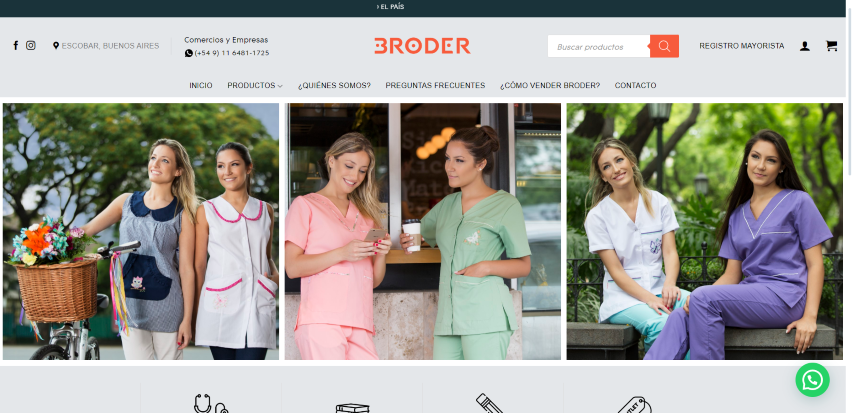 EL PAÍS
Comercios y Empresas
ESCOBAR, BUENOS AIRES
(+54 9) 11 6481-1725
BRODER
Buscar productos
REGISTRO MAYORISTA
INICIO
PRODUCTOS
¿QUIÉNES SOMOS?
PREGUNTAS FRECUENTES
¿CÓMO VENDER BRODER?
CONTACTO
OUTLET